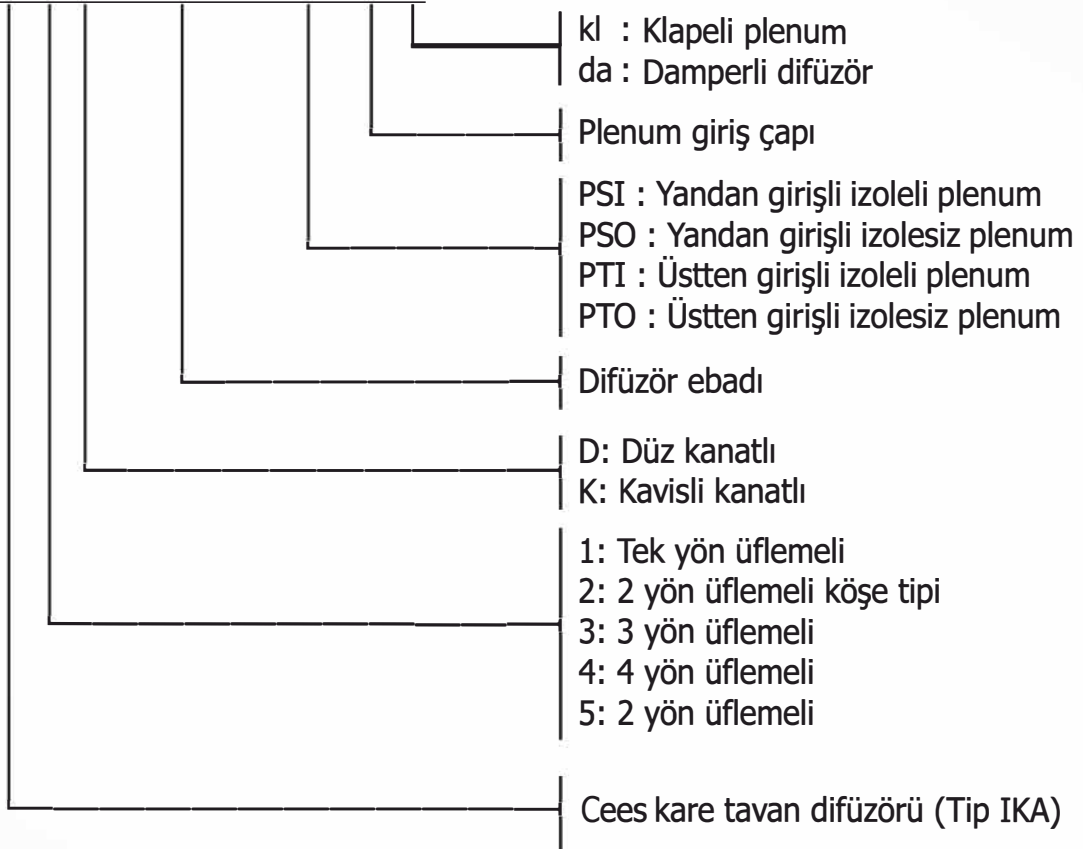 kl : Klapeli plenum
da : Damperli difüzör
Plenum giriş çapı
PSI : Yandan girişli izoleli plenum
PSO : Yandan girişli izolesiz plenum
PTI : Üstten girişli izoleli plenum
PTO : Üstten girişli izolesiz plenum
Difüzör ebadı
D: Düz kanatlı
K: Kavisli kanatlı
1: Tek yön üflemeli
2: 2 yön üflemeli köşe tipi
3: 3 yön üflemeli
4: 4 yön üflemeli
5: 2 yön üflemeli
Cees kare tavan difüzörü (Tip IKA)